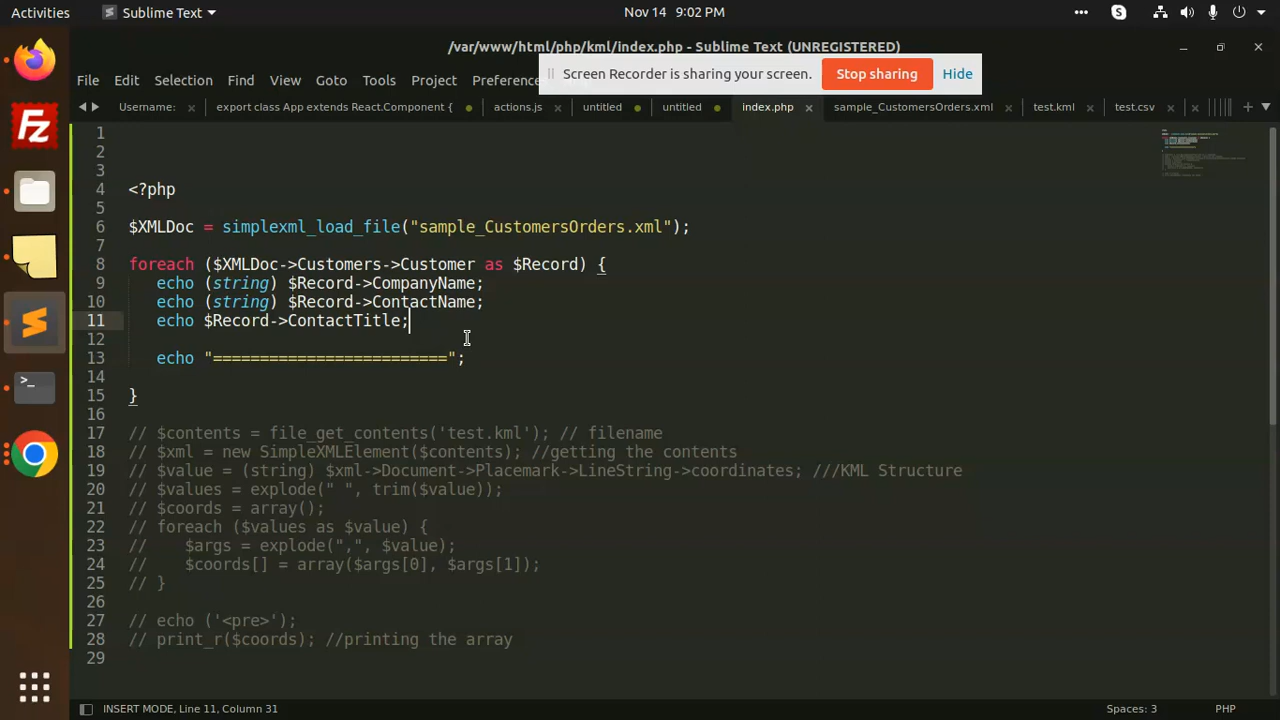 Activities
Sublime Text
Nov 14 9:02 PM
/var/www/html/php/kml/index.php - Sublime Text (UNREGISTERED)
Screen Recorder is sharing your screen.
Stop sharing
Hide
File Edit Selection Find View Goto Tools Project
Username: export class App extends React.Component { actions.js untitled untitled index.php sample_CustomersOrders.xml test.kml test.csv
1
2
3
4 <?php
5
6 $XMLDoc = simplexml_load_file("sample_CustomersOrders.xml");
7
8 foreach ($XMLDoc->Customers->Customer as $Record) {
9 echo (string) $Record->CompanyName;
10 echo (string) $Record->ContactName;
11 echo $Record->ContactTitle;
12
13 echo "=========================";
14
15 }
16
17 // $contents = file_get_contents('test.kml'); // filename
18 // $xml = new SimpleXMLElement($contents); //getting the contents
19 // $value = (string) $xml->Document->Placemark->LineString->coordinates; ///KML Structure
20 // $values = explode(" ", trim($value));
21 // $coords = array();
22 // foreach ($values as $value) {
23 // $args = explode(",", $value);
24 // $coords[] = array($args[0], $args[1]);
25 // }
26
27 // echo ('<pre>');
28 // print_r($coords); //printing the array
29
INSERT MODE, Line 11, Column 31
Spaces: 3
PHP